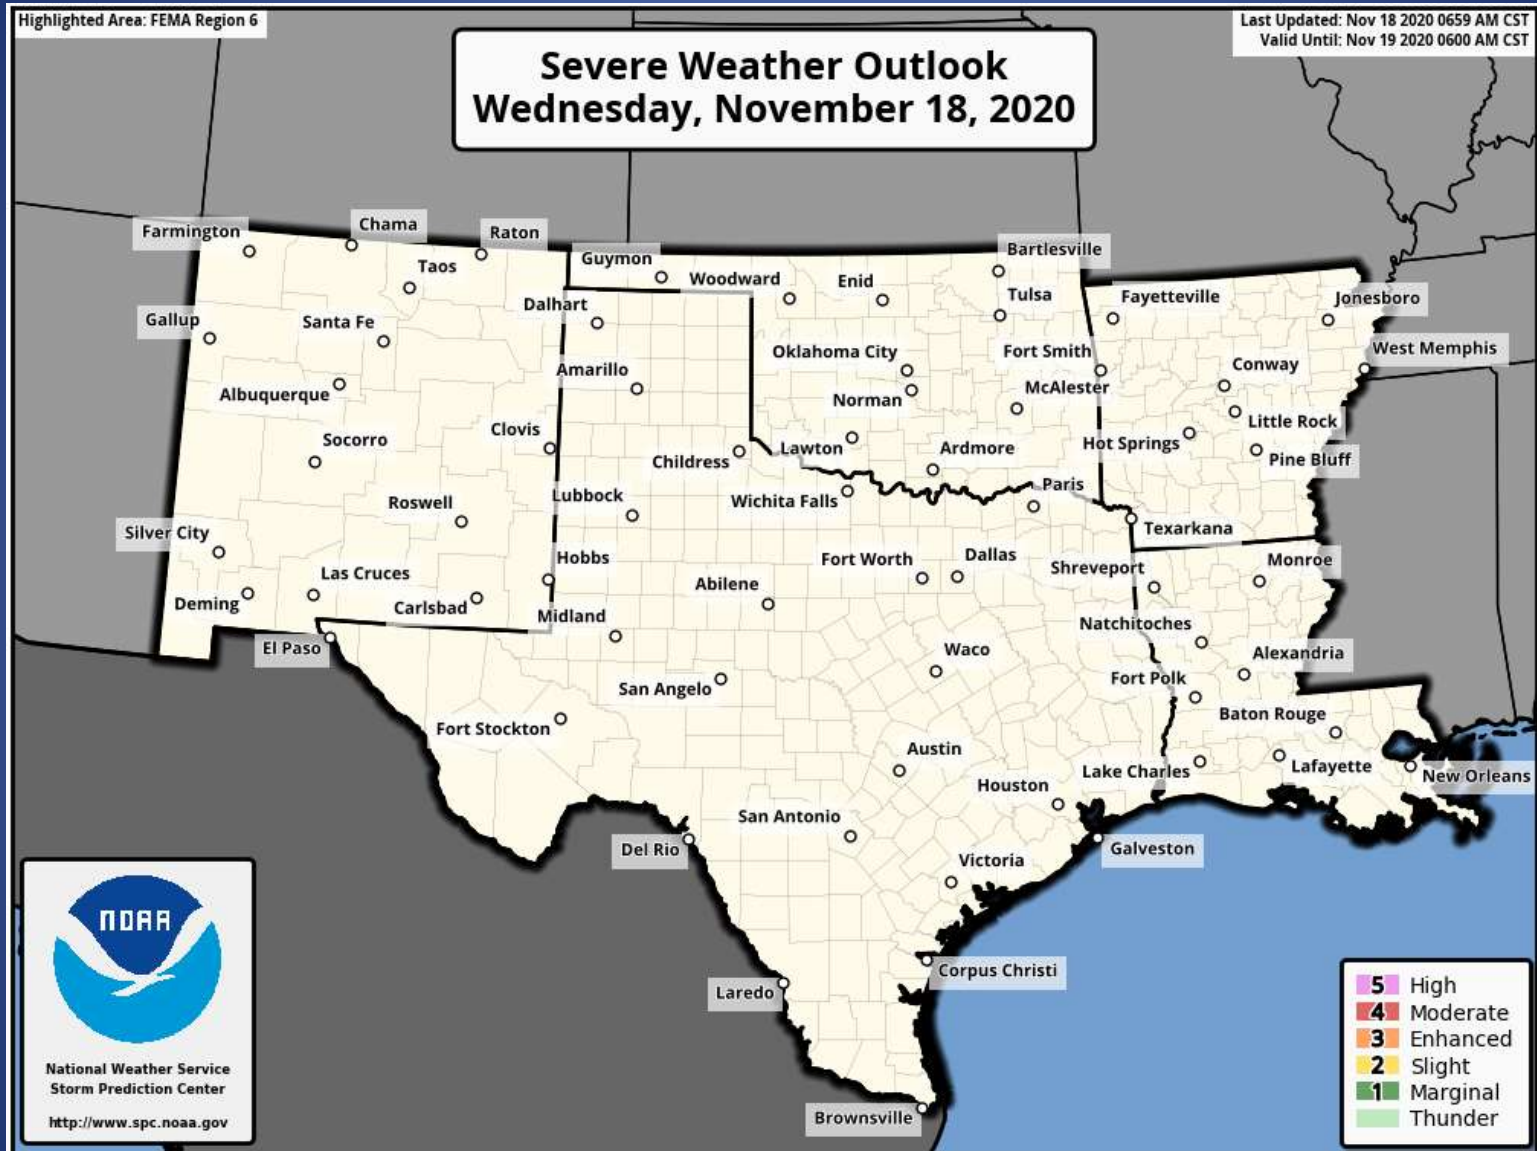 Highlighted Area: FEMA Region 6
Last Updated: Nov 18 2020 0659 AM CST
Valid Until: Nov 19 2020 0600 AM CST
Severe Weather Outlook
Wednesday, November 18, 2020
Farmington
Chama
Raton
Taos
Guymon
Woodward
Enid
Bartlesville
Tulsa
Fayetteville
Jonesboro
Gallup
Santa Fe
Dalhart
Oklahoma City
Fort Smith
West Memphis
Albuquerque
Amarillo
Norman
McAlester
Conway
Little Rock
Socorro
Clovis
Childress
Lawton
Ardmore
Hot Springs
Pine Bluff
Roswell
Lubbock
Wichita Falls
Paris
Texarkana
Silver City
Las Cruces
Hobbs
Abilene
Fort Worth
Dallas
Shreveport
Monroe
Deming
Carlsbad
Midland
Natchitoches
El Paso
San Angelo
Waco
Alexandria
Fort Polk
Fort Stockton
Baton Rouge
Austin
Houston
Lake Charles
Lafayette
New Orleans
San Antonio
Del Rio
Victoria
Galveston
Laredo
Corpus Christi
Brownsville
NOAA
National Weather Service
Storm Prediction Center
http://www.spc.noaa.gov
5 High
4 Moderate
3 Enhanced
2 Slight
1 Marginal
Thunder